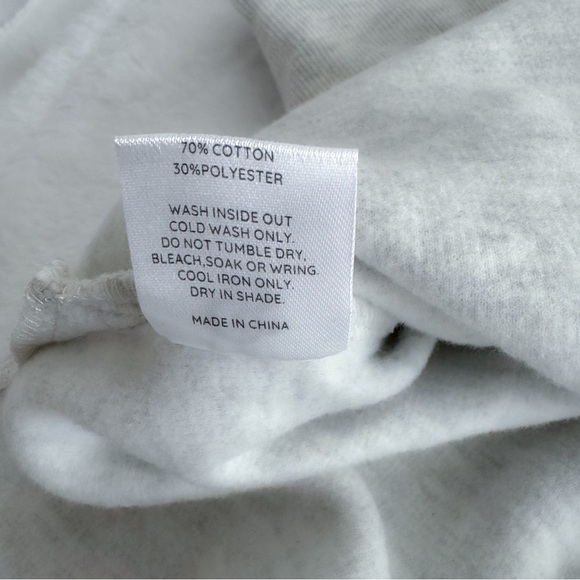 70% COTTON
30%POLYESTER
WASH INSIDE OUT
COLD WASH ONLY.
DO NOT TUMBLE DRY,
BLEACH,SOAK OR WRING.
COOL IRON ONLY.
DRY IN SHADE.
MADE IN CHINA